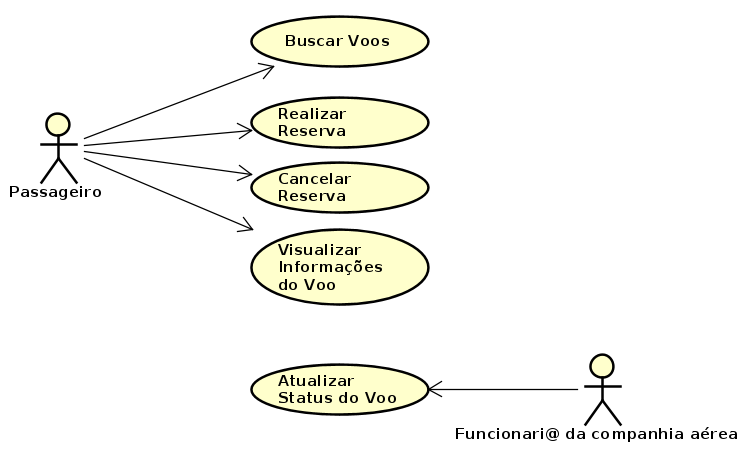 Buscar Voos
Realizar
Reserva
Passageiro
Cancelar
Reserva
Visualizar
Informações
do Voo
Atualizar
Status do Voo
Funcionari@ da companhia aérea